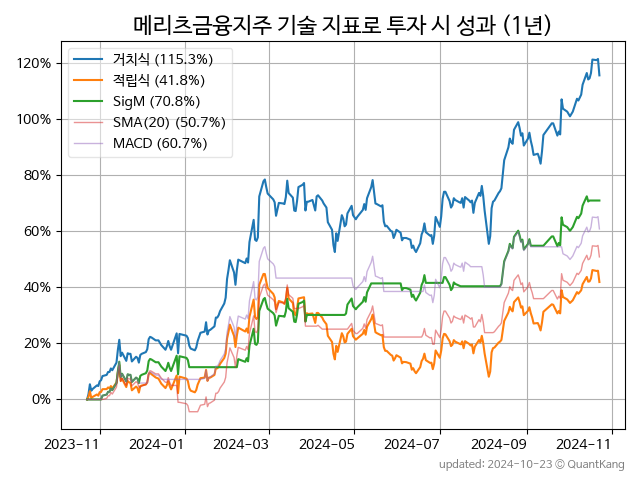 메리츠금융지주 기술 지표로 투자 시 성과 (1년)
거치식 (115.3%)
적립식 (41.8%)
SigM (70.8%)
SMA(20) (50.7%)
MACD (60.7%)
120%
100%
80%
60%
40%
20%
0%
2023-11 2024-01 2024-03 2024-05 2024-07 2024-09 2024-11
updated: 2024-10-23 © QuantKang